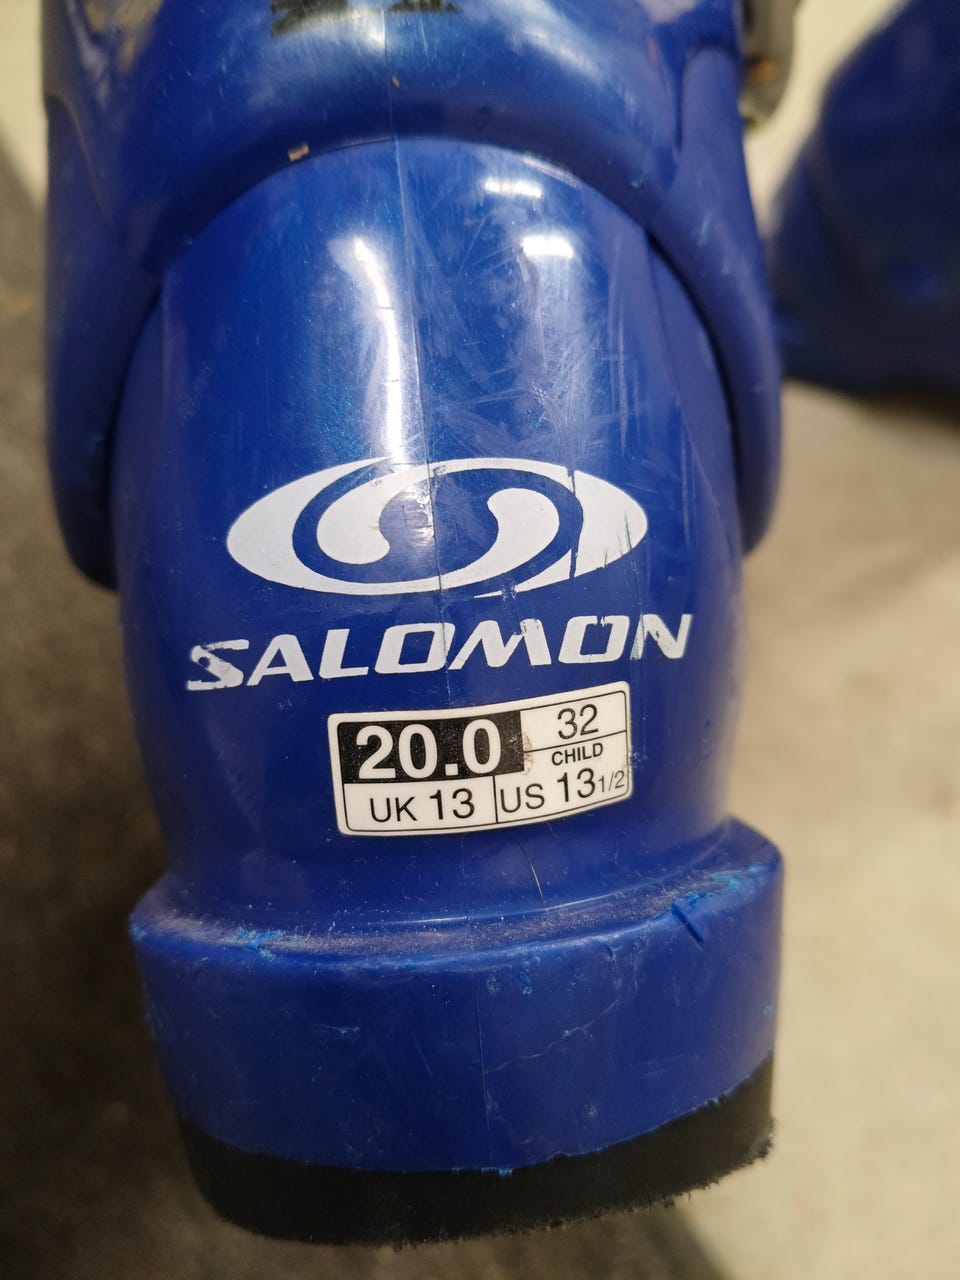 SALOMON
20.0
32
CHILD
UK 13
US 13 1/2